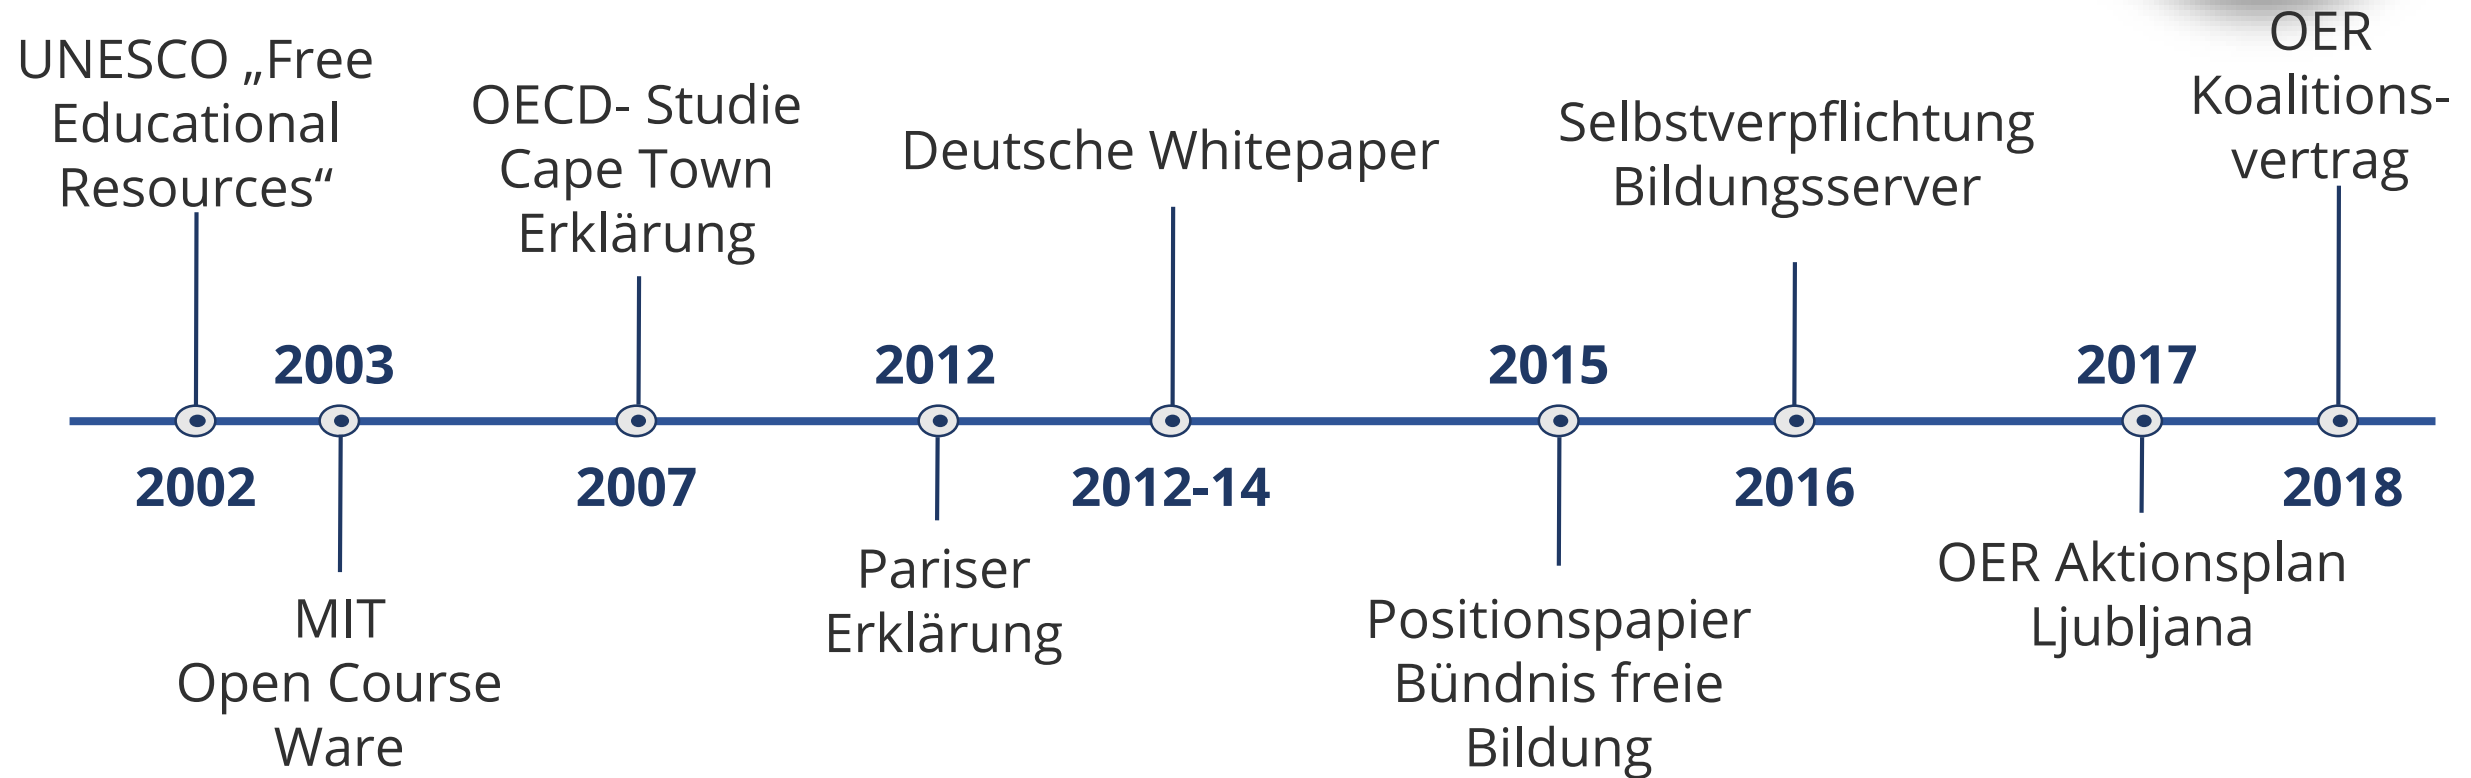 UNESCO „Free
Educational
Resources“
2002
2003
MIT
Open Course
Ware
OECD- Studie
Cape Town
Erklärung
2007
2012
Pariser
Erklärung
Deutsche Whitepaper
2012-14
2015
Positionspapier
Bündnis freie
Bildung
Selbstverpflichtung
Bildungsserver
2016
2017
OER Aktionsplan
Ljubljana
OER
Koalitions-
vertrag
2018